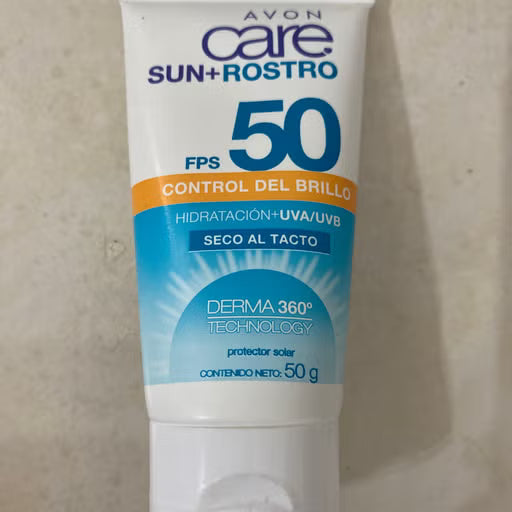 AVON
care
SUN+ROSTRO
FPS 50
CONTROL DEL BRILLO
HIDRATACIÓN+UVA/UVB
SECO AL TACTO
DERMA 360º
TECHNOLOGY
protector solar
CONTENIDO NETO: 50 g